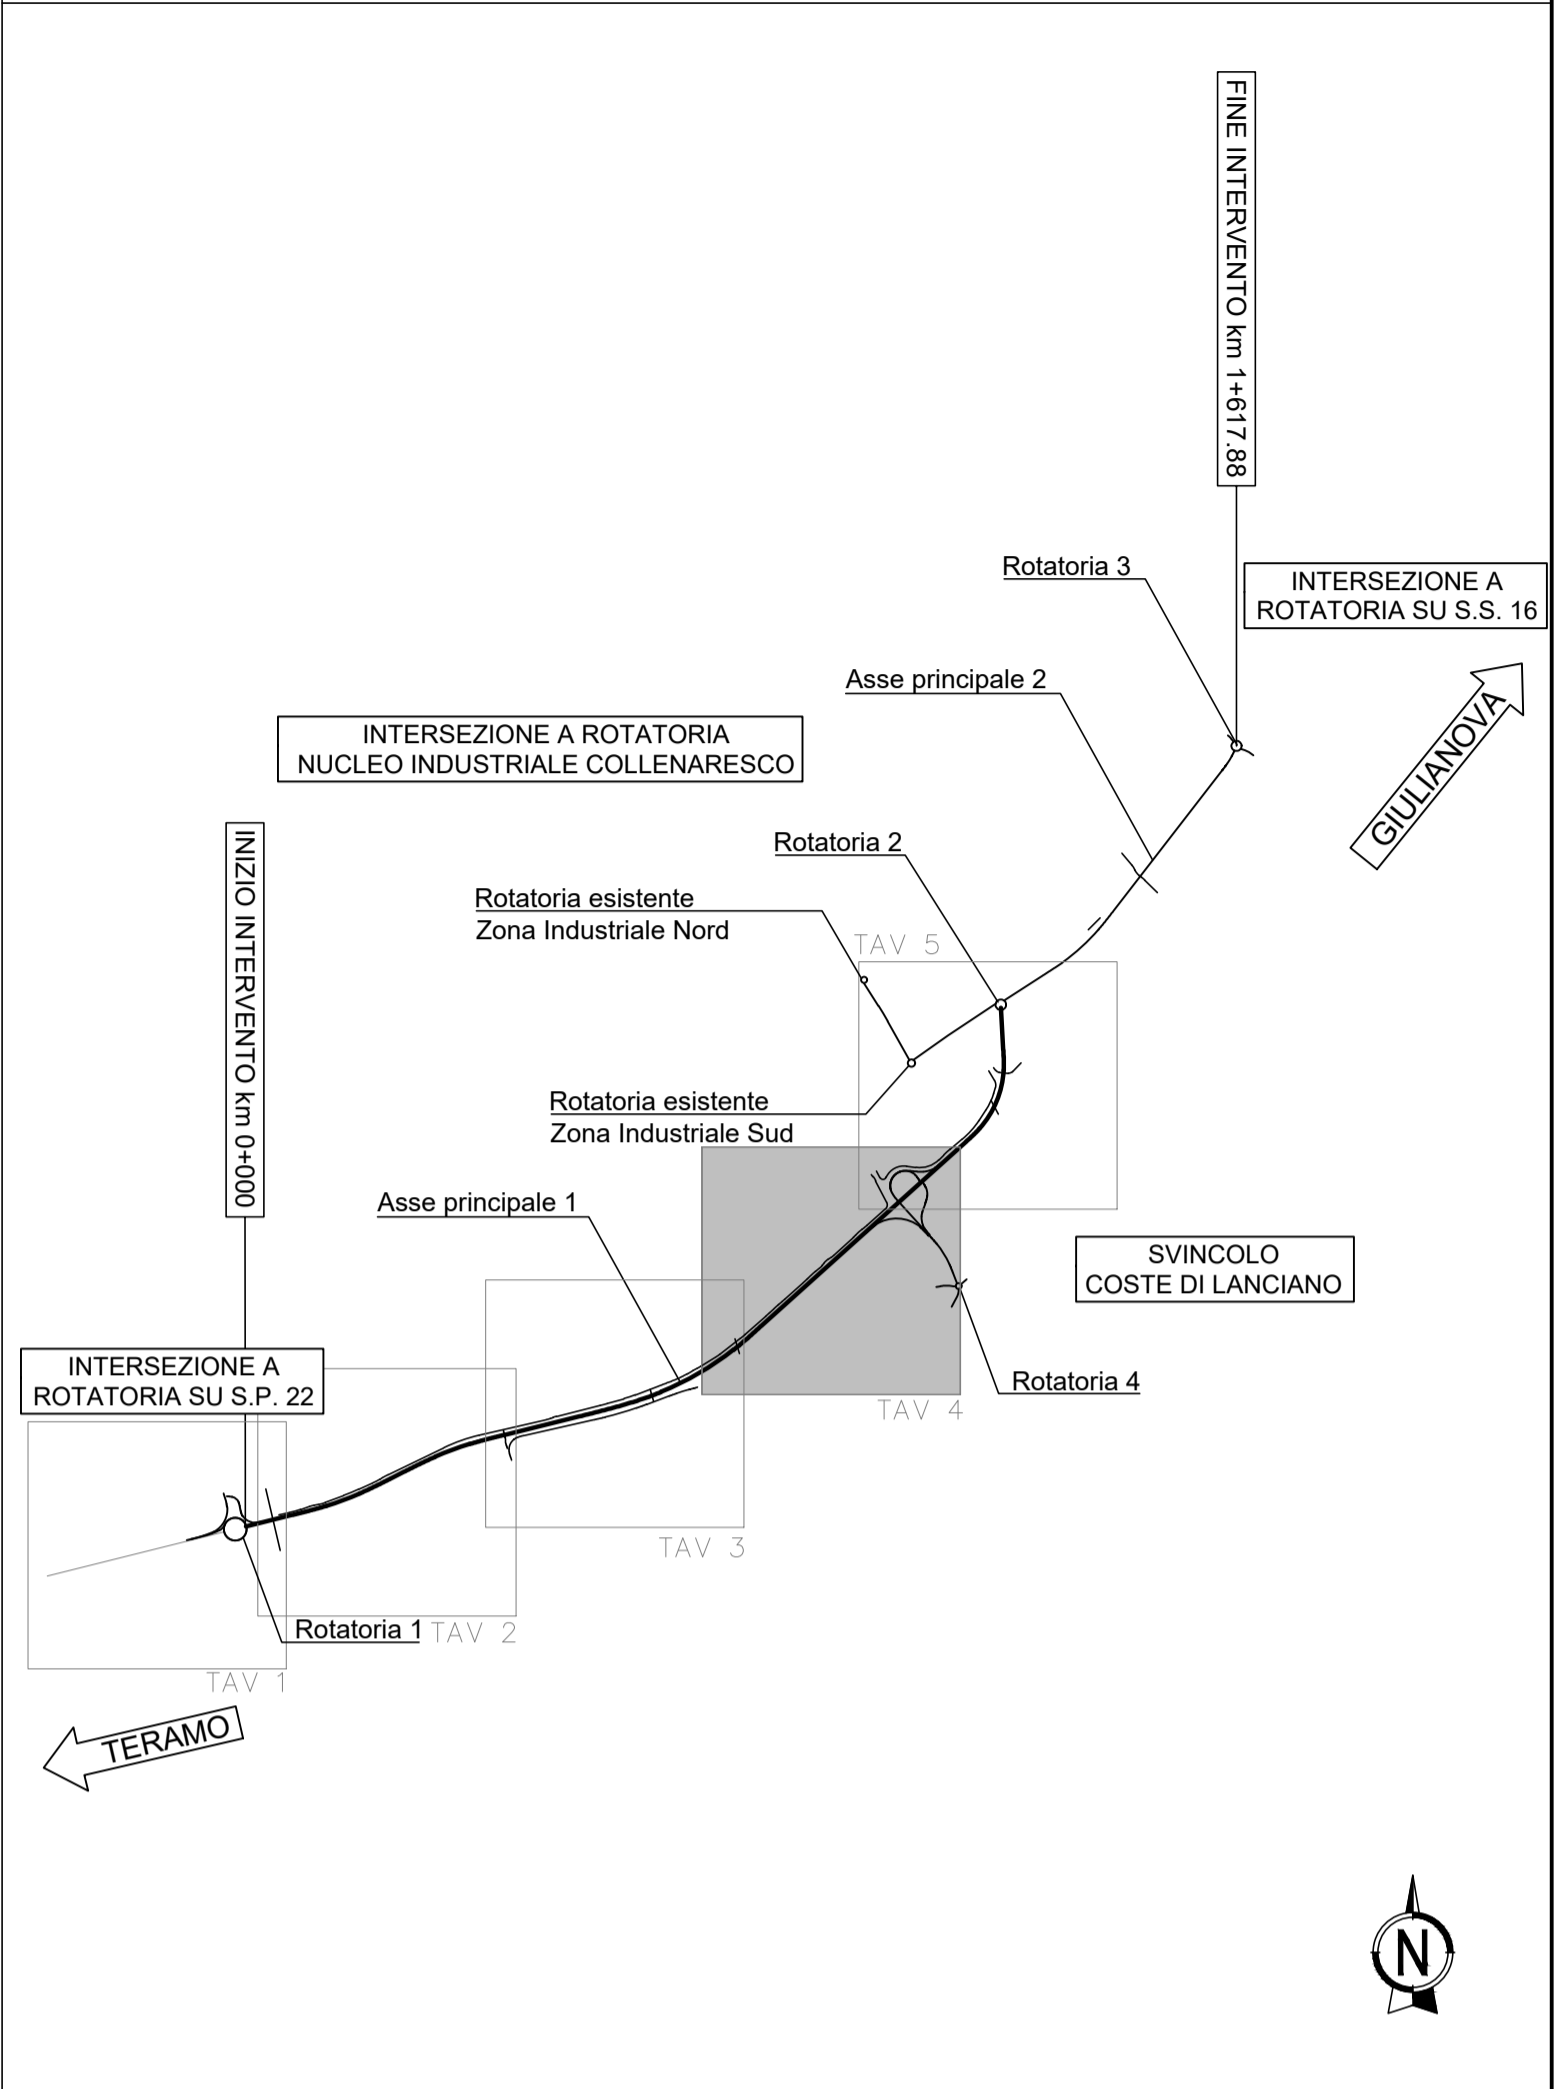 FINE INTERVENTO km 1+617.88
Rotatoria 3
INTERSEZIONE A
ROTATORIA SU S.S. 16
Asse principale 2
GIULIANOVA
INTERSEZIONE A ROTATORIA
NUCLEO INDUSTRIALE COLLENARESCO
INIZIO INTERVENTO km 0+000
Rotatoria 2
Rotatoria esistente
Zona Industriale Nord
TAV 5
Rotatoria esistente
Zona Industriale Sud
Asse principale 1
SVINCOLO
COSTE DI LANCIANO
INTERSEZIONE A
ROTATORIA SU S.P. 22
Rotatoria 4
TAV 4
TAV 3
Rotatoria 1
TAV 2
TAV 1
TERAMO
N